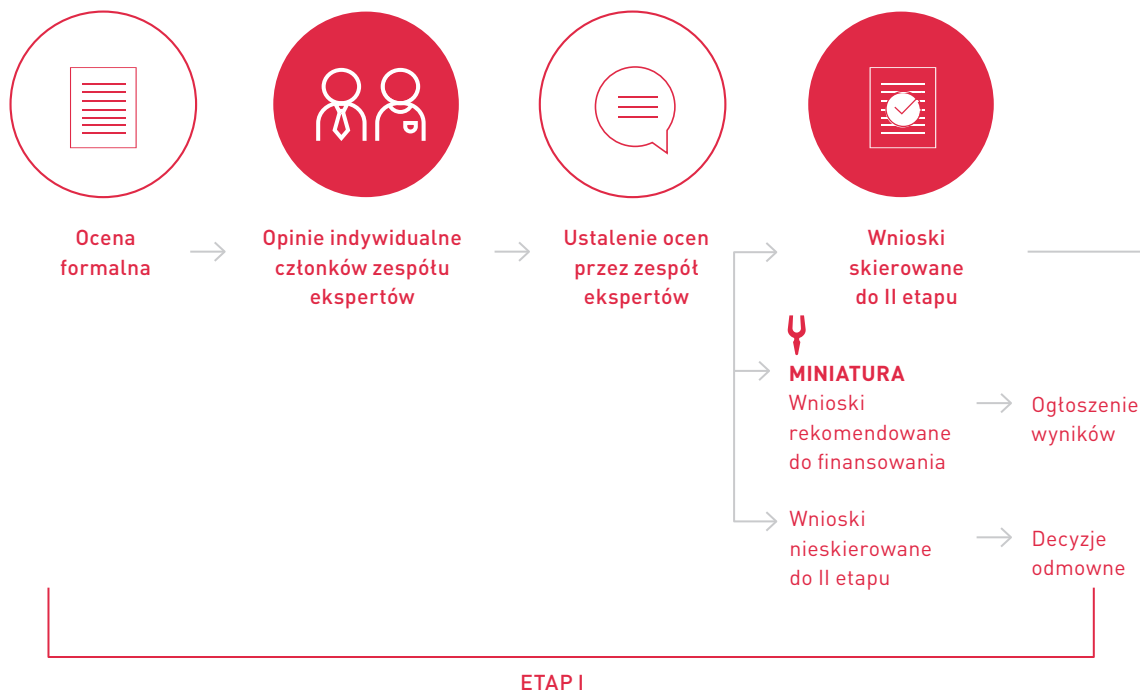 Ocena
formalna
Opinie indywidualne
członków zespółu
ekspertów
Ustalenie ocen
przez zespół
ekspertów
Wnioski
skierowane
do II etapu
MINIATURA
Wnioski
rekomendowane
do finansowania
Ogłoszenie
wyników
Wnioski
nieskierowane
do II etapu
Decyzje
odmowne
ETAP I